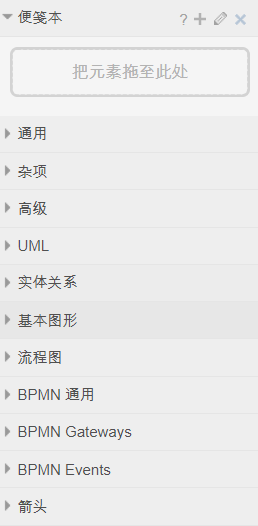 便笺本 ?
把元素拖至此处
通用
杂项
高级
UML
实体关系
基本图形
流程图
BPMN 通用
BPMN Gateways
BPMN Events
箭头